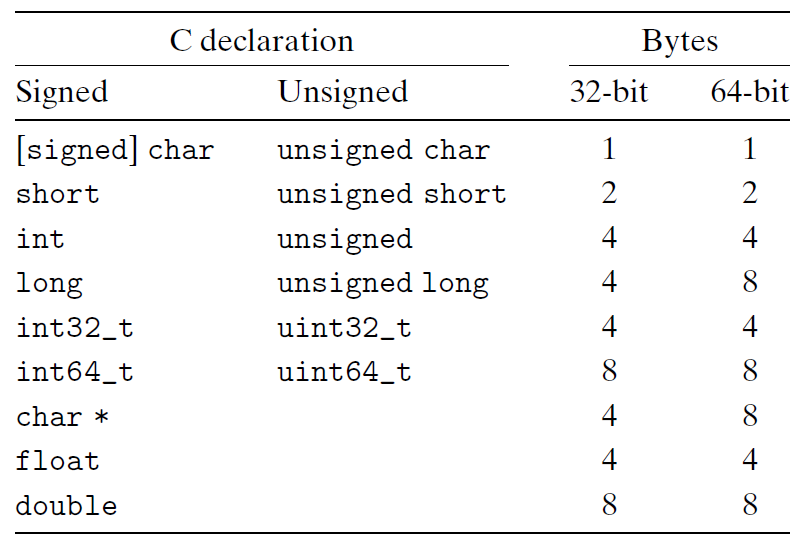 C declaration Bytes
Signed Unsigned 32-bit 64-bit
[signed] char unsigned char 1 1
short unsigned short 2 2
int unsigned 4 4
long unsigned long 4 8
int32_t uint32_t 4 4
int64_t uint64_t 8 8
char * 4 8
float 4 4
double 8 8